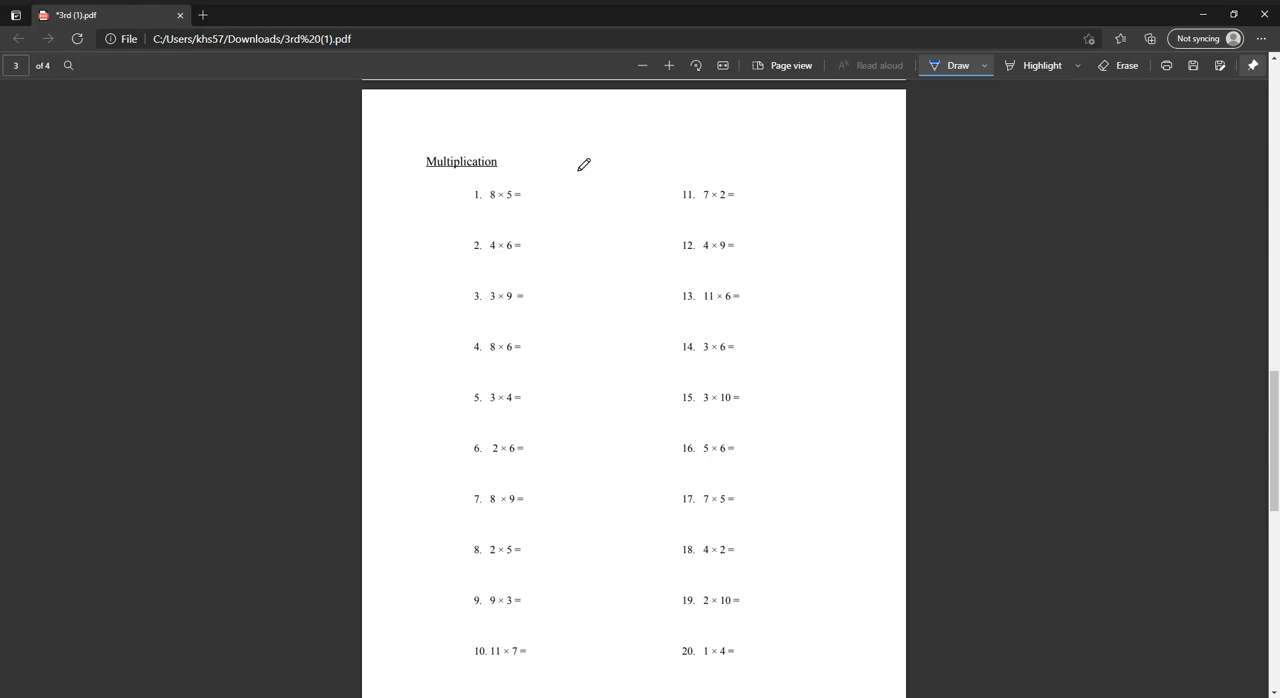 *3rd (1).pdf
File C:/Users/khs57/Downloads/3rd%20(1).pdf
Not syncing
3 of 4
Page view
Read aloud
Draw
Highlight
Erase
Multiplication
1. 8 × 5 =
2. 4 × 6 =
3. 3 × 9 =
4. 8 × 6 =
5. 3 × 4 =
6. 2 × 6 =
7. 8 × 9 =
8. 2 × 5 =
9. 9 × 3 =
10. 11 × 7 =
11. 7 × 2 =
12. 4 × 9 =
13. 11 × 6 =
14. 3 × 6 =
15. 3 × 10 =
16. 5 × 6 =
17. 7 × 5 =
18. 4 × 2 =
19. 2 × 10 =
20. 1 × 4 =